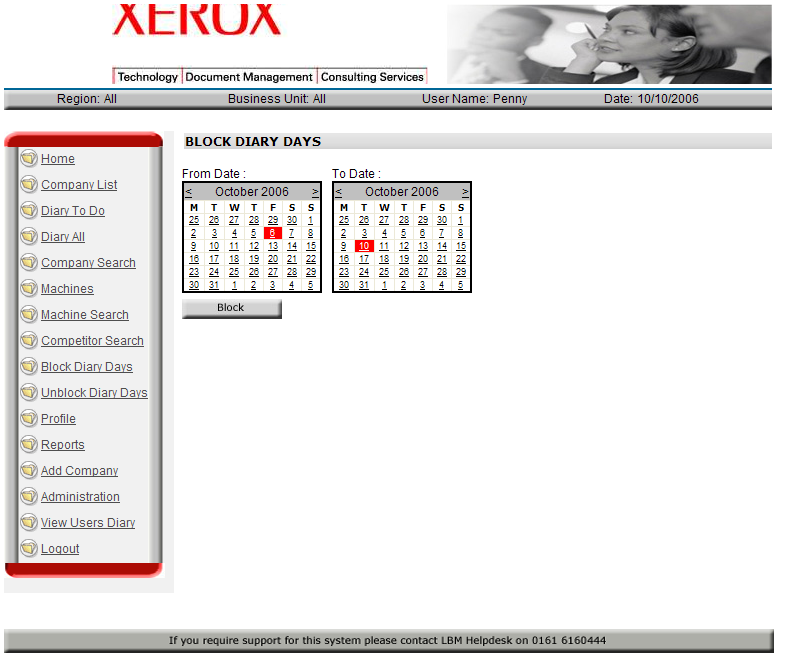 XEROX
Technology Document Management Consulting Services
Region: All Business Unit: All User Name: Penny Date: 10/10/2006
Home
Company List
Diary To Do
Diary All
Company Search
Machines
Machine Search
Competitor Search
Block Diary Days
Unblock Diary Days
Profile
Reports
Add Company
Administration
View Users Diary
Logout
BLOCK DIARY DAYS
From Date :
< October 2006 >
M T W T F S S
25 26 27 28 29 30 1
2 3 4 5 6 7 8
9 10 11 12 13 14 15
16 17 18 19 20 21 22
23 24 25 26 27 28 29
30 31 1 2 3 4 5
To Date :
< October 2006 >
M T W T F S S
25 26 27 28 29 30 1
2 3 4 5 6 7 8
9 10 11 12 13 14 15
16 17 18 19 20 21 22
23 24 25 26 27 28 29
30 31 1 2 3 4 5
Block
If you require support for this system please contact LBM Helpdesk on 0161 6160444